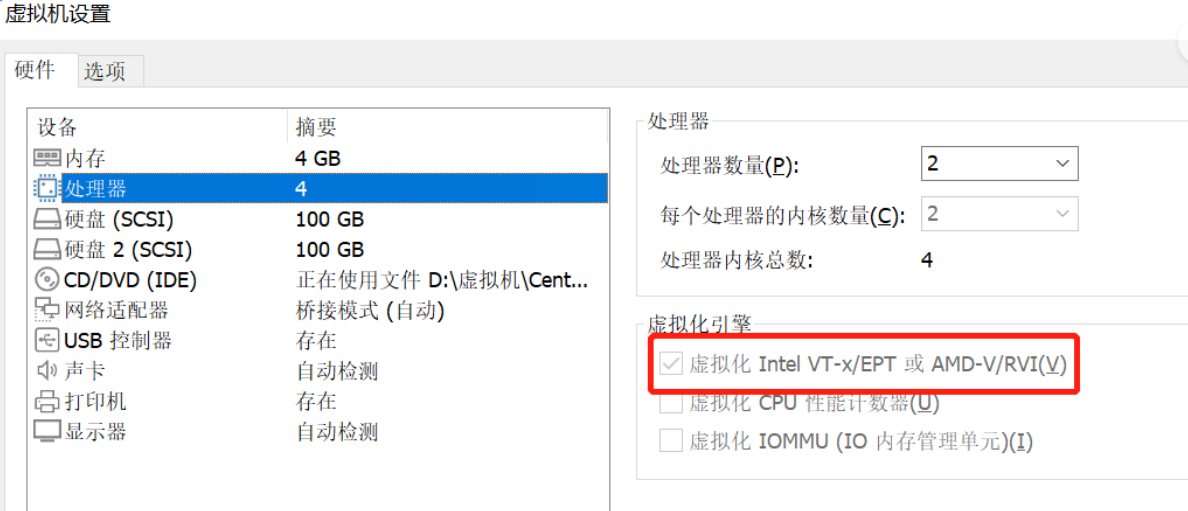 虚拟机设置
硬件 选项
设备 摘要
内存 4 GB
处理器 4
硬盘 (SCSI) 100 GB
硬盘 2 (SCSI) 100 GB
CD/DVD (IDE) 正在使用文件 D:\虚拟机\Cent...
网络适配器 桥接模式 (自动)
USB 控制器 存在
声卡 自动检测
打印机 存在
显示器 自动检测
处理器
处理器数量(P): 2
每个处理器的内核数量(C): 2
处理器内核总数: 4
虚拟化引擎
虚拟化 Intel VT-x/EPT 或 AMD-V/RVI(V)
虚拟化 CPU 性能计数器(U)
虚拟化 IOMMU (IO 内存管理单元)(I)